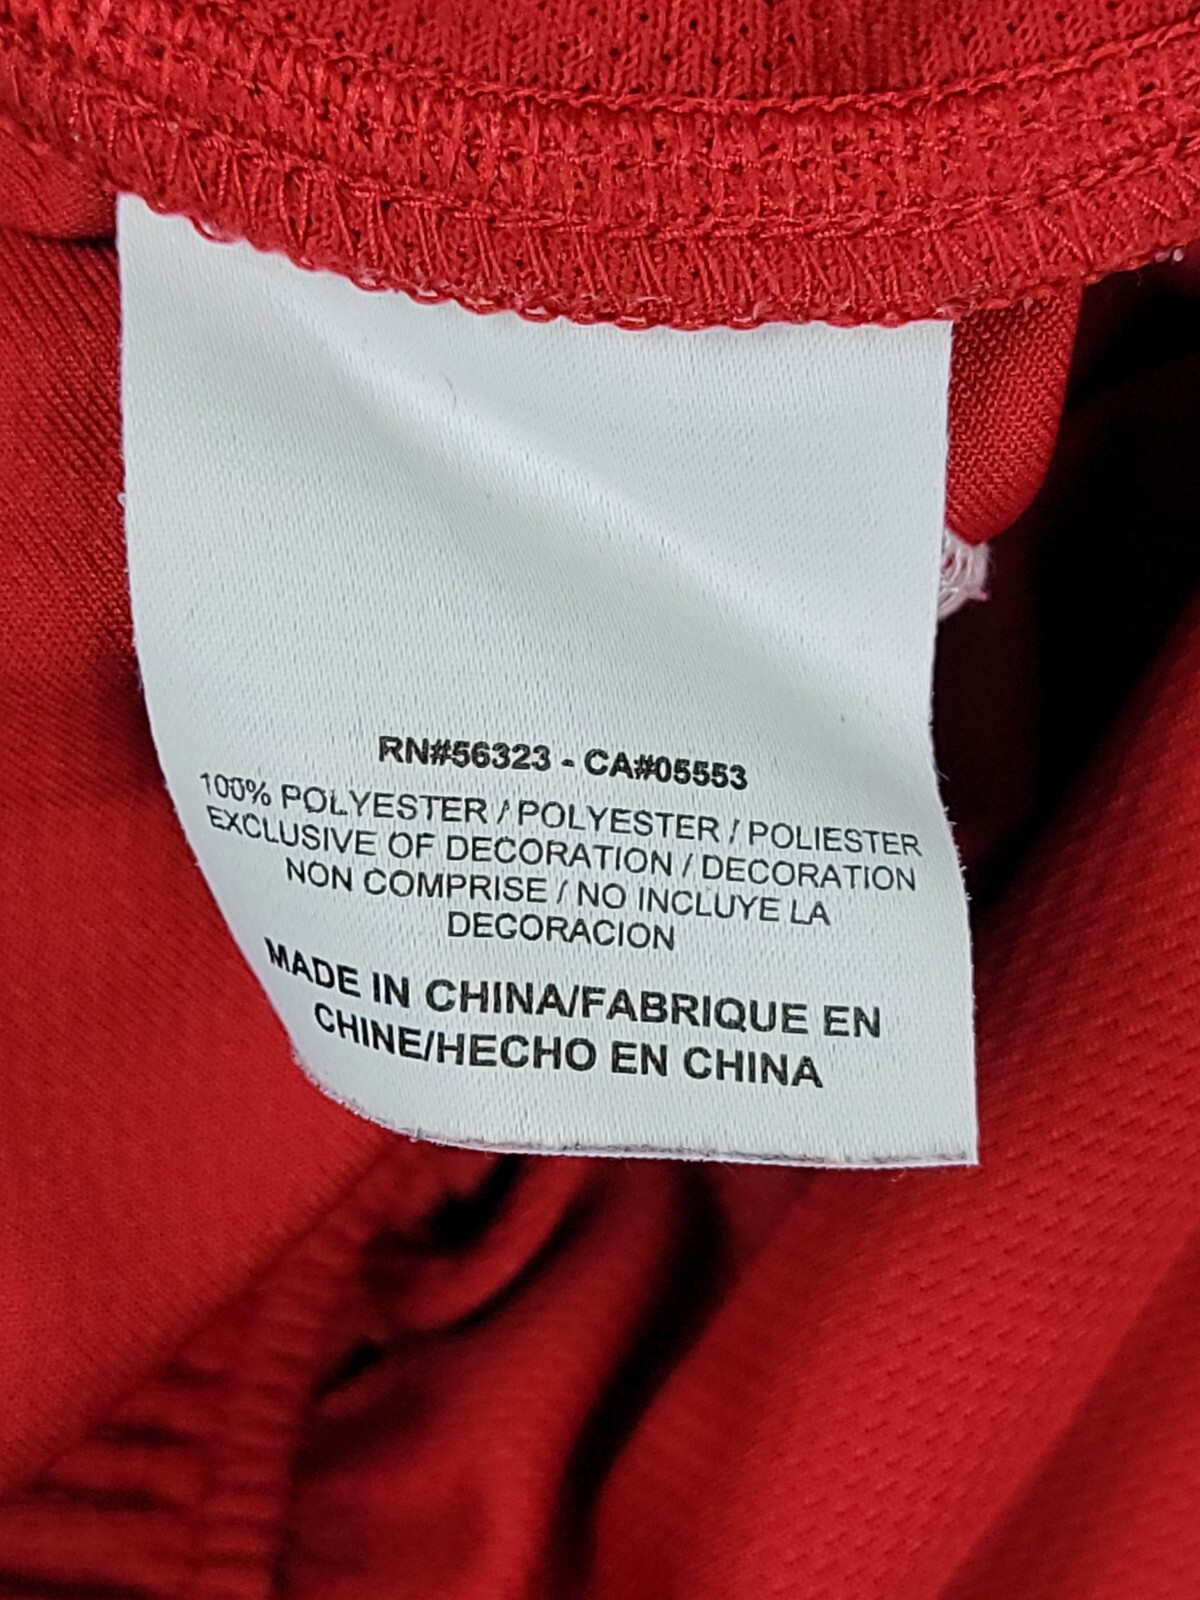 RN#56323 - CA#05553
100% POLYESTER / POLYESTER / POLIESTER
EXCLUSIVE OF DECORATION / DECORATION
NON COMPRISE / NO INCLUYE LA
DECORACION
MADE IN CHINA/FABRIQUE EN
CHINE/HECHO EN CHINA